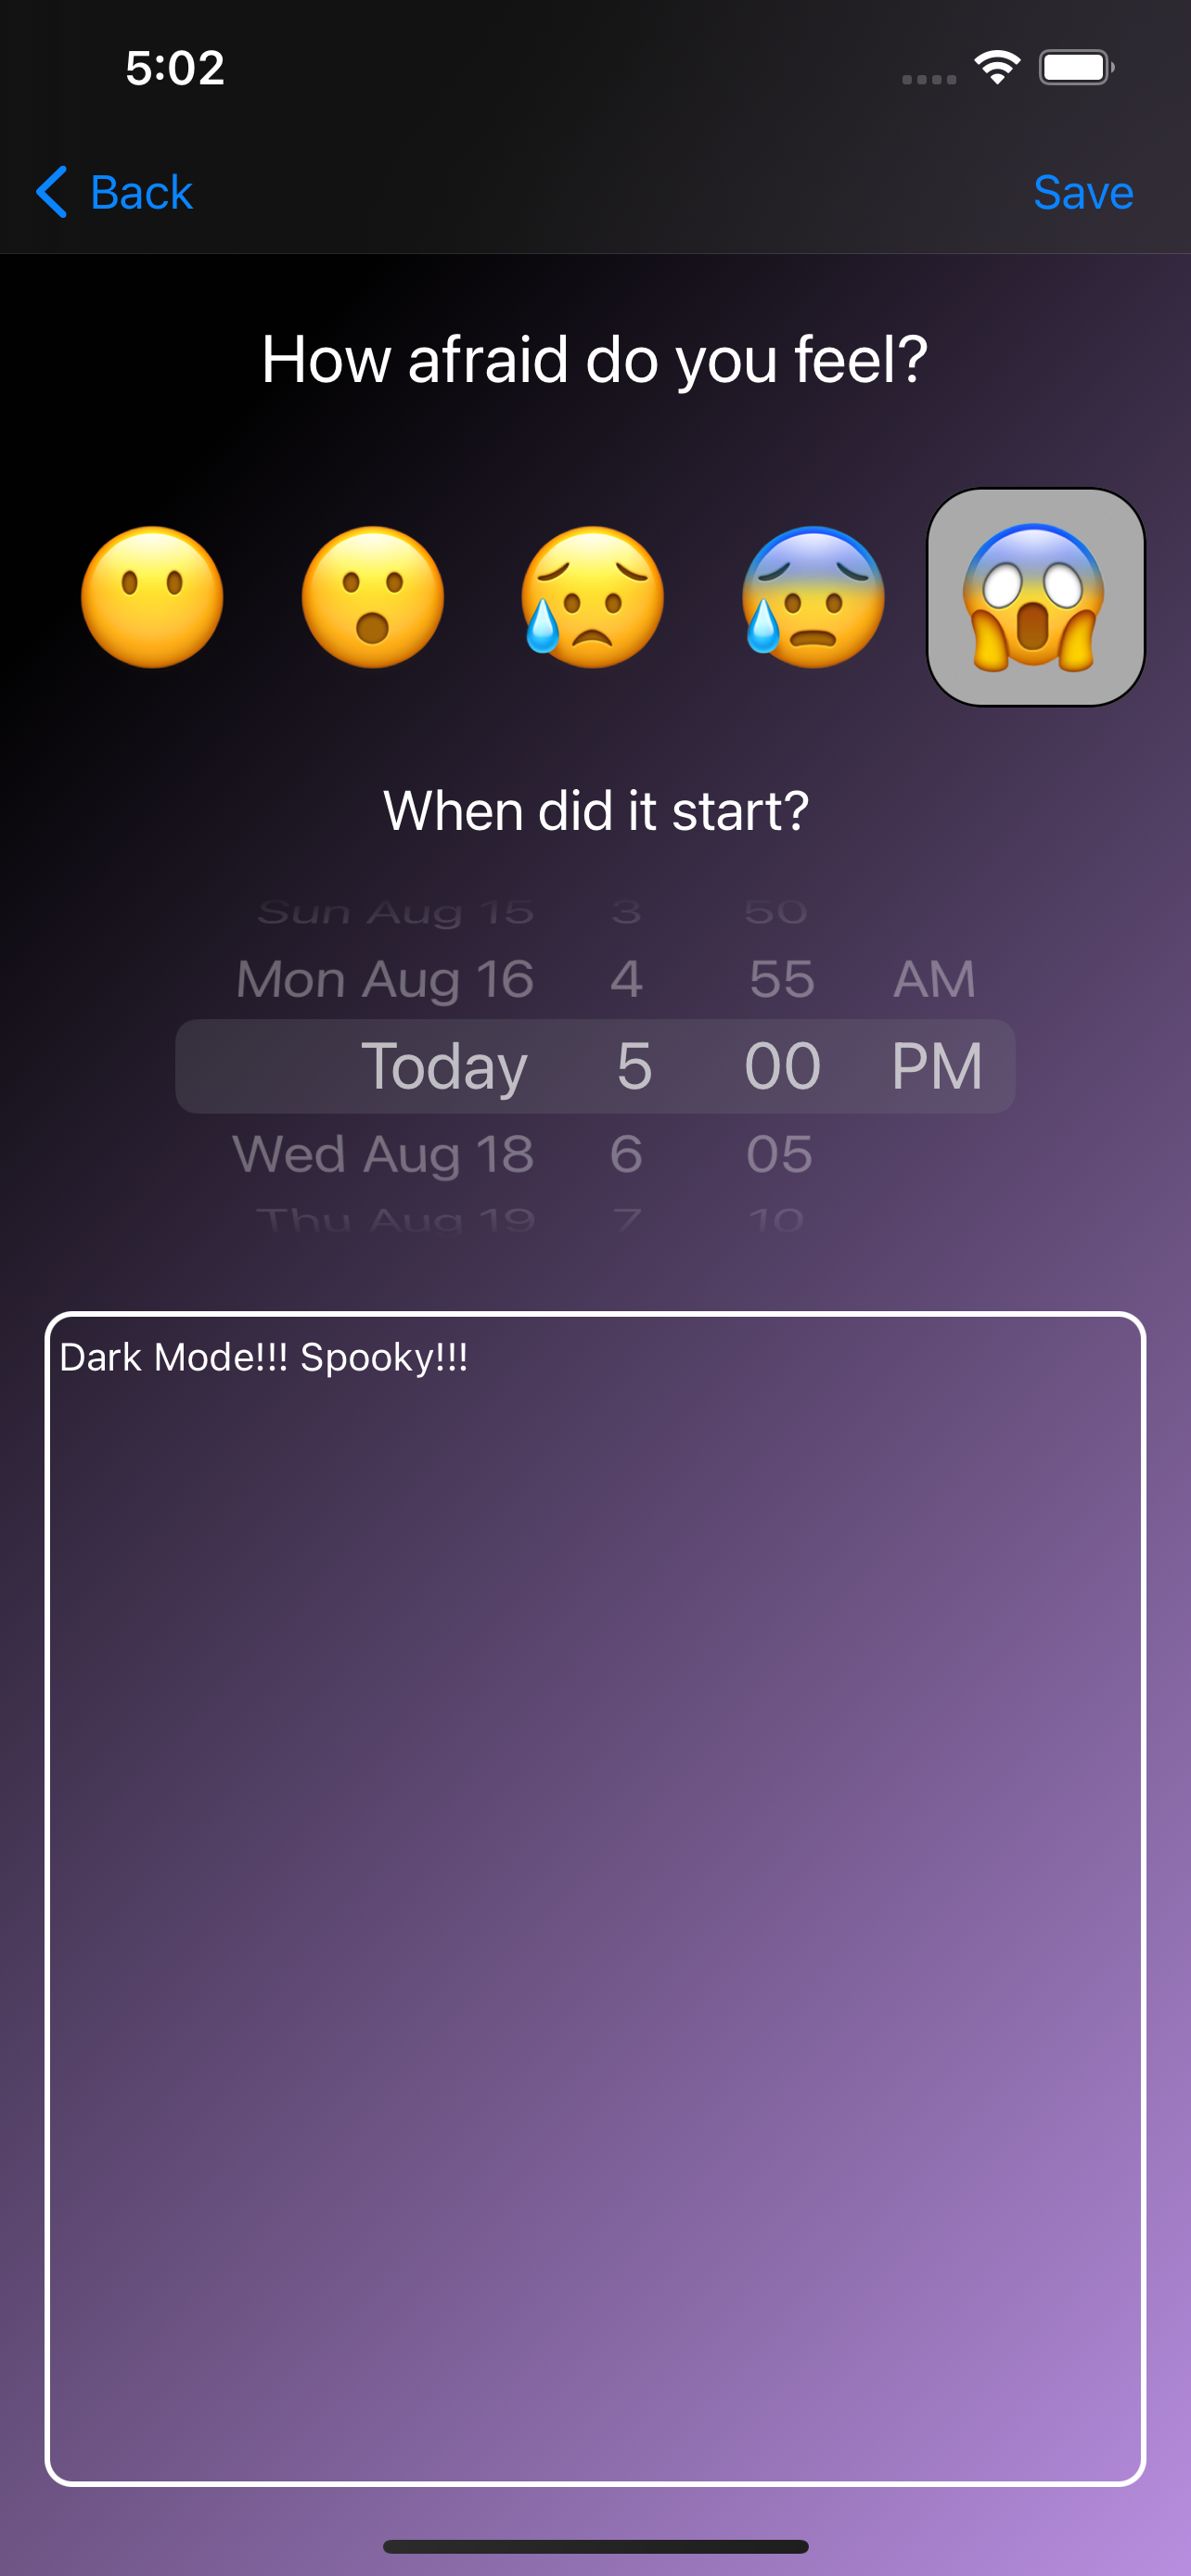 5:02
Back Save
How afraid do you feel?
When did it start?
Sun Aug 15 3 50
Mon Aug 16 4 55 AM
Today 5 00 PM
Wed Aug 18 6 05
Thu Aug 19 7 10
Dark Mode!!! Spooky!!!